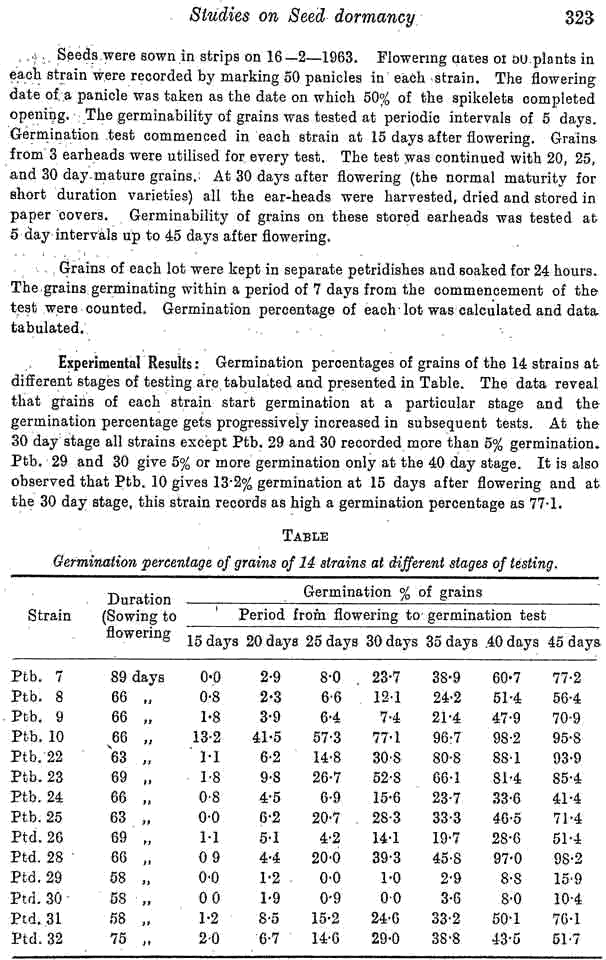 Studies on Seed dormancy 323
Seeds were sown in strips on 16—2—1963. Flowering dates of 50 plants in
each strain were recorded by marking 50 panicles in each strain. The flowering
date of a panicle was taken as the date on which 50% of the spikelets completed
opening. The germinability of grains was tested at periodic intervals of 5 days.
Germination test commenced in each strain at 15 days after flowering. Grains
from 3 earheads were utilised for every test. The test was continued with 20, 25,
and 30 day mature grains. At 30 days after flowering (the normal maturity for
short duration varieties) all the ear-heads were harvested, dried and stored in
paper covers. Germinability of grains on these stored earheads was tested at
5 day intervals up to 45 days after flowering.
Grains of each lot were kept in separate petridishes and soaked for 24 hours.
The grains germinating within a period of 7 days from the commencement of the
test were counted. Germination percentage of each lot was calculated and data
tabulated.
Experimental Results: Germination percentages of grains of the 14 strains at
different stages of testing are tabulated and presented in Table. The data reveal
that grains of each strain start germination at a particular stage and the
germination percentage gets progressively increased in subsequent tests. At the
30 day stage all strains except Ptb. 29 and 30 recorded more than 5% germination.
Ptb. 29 and 30 give 5% or more germination only at the 40 day stage. It is also
observed that Ptb. 10 gives 13·2% germination at 15 days after flowering and at
the 30 day stage, this strain records as high a germination percentage as 77·1.
TABLE
Germination percentage of grains of 14 strains at different stages of testing.
Strain Duration (Sowing to flowering Germination % of grains
Period from flowering to germination test
15 days 20 days 25 days 30 days 35 days 40 days 45 days
Ptb. 7 89 days 0·0 2·9 8·0 23·7 38·9 60·7 77·2
Ptb. 8 66 „ 0·8 2·3 6·6 12·1 24·2 51·4 56·4
Ptb. 9 66 „ 1·8 3·9 6·4 7·4 21·4 47·9 70·9
Ptb. 10 66 „ 13·2 41·5 57·3 77·1 96·7 98·2 95·8
Ptb. 22 63 „ 1·1 6·2 14·8 30·8 80·8 88·1 93·9
Ptb. 23 69 „ 1·8 9·8 26·7 52·8 66·1 81·4 85·4
Ptb. 24 66 „ 0·8 4·5 6·9 15·6 23·7 33·6 41·4
Ptb. 25 63 „ 0·0 6·2 20·7 28·3 33·3 46·5 71·4
Ptd. 26 69 „ 1·1 5·1 4·2 14·1 19·7 28·6 51·4
Ptd. 28 66 „ 0 9 4·4 20·0 39·3 45·8 97·0 98·2
Ptd. 29 58 „ 0·0 1·2 0·0 1·0 2·9 8·8 15·9
Ptd. 30 58 „ 0 0 1·9 0·9 0·0 3·6 8·0 10·4
Ptd. 31 58 „ 1·2 8·5 15·2 24·6 33·2 50·1 76·1
Ptd. 32 75 „ 2·0 6·7 14·6 29·0 38·8 43·5 51·7